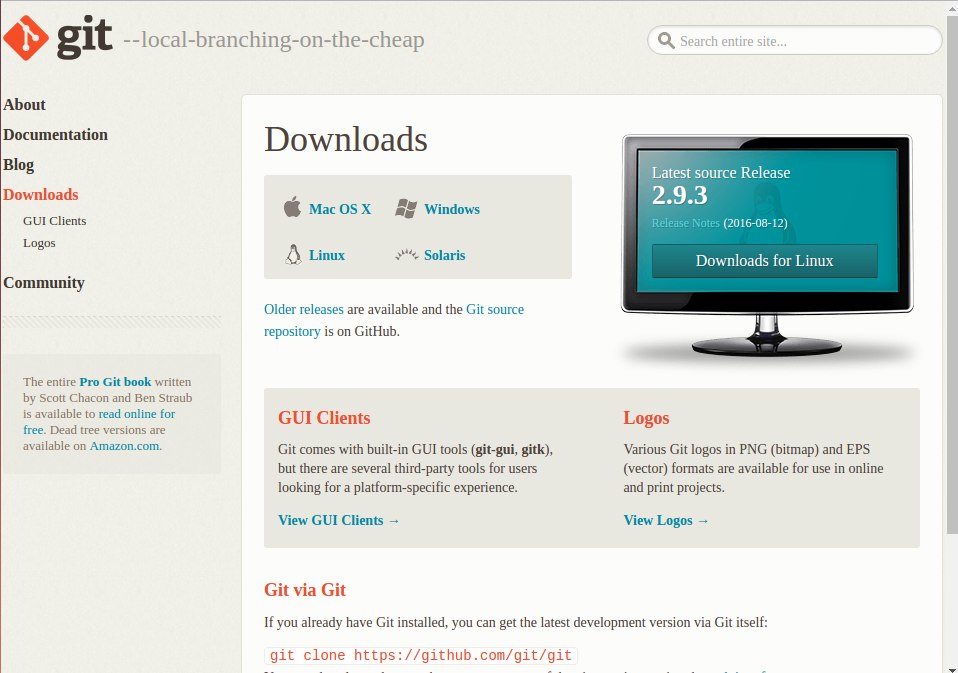 git --local-branching-on-the-cheap
Search entire site...
About
Documentation
Blog
Downloads
GUI Clients
Logos
Community
The entire Pro Git book written
by Scott Chacon and Ben Straub
is available to read online for
free. Dead tree versions are
available on Amazon.com.
Downloads
Mac OS X
Windows
Linux
Solaris
Older releases are available and the Git source
repository is on GitHub.
Latest source Release
2.9.3
Release Notes (2016-08-12)
Downloads for Linux
GUI Clients
Git comes with built-in GUI tools (git-gui, gitk),
but there are several third-party tools for users
looking for a platform-specific experience.
View GUI Clients →
Logos
Various Git logos in PNG (bitmap) and EPS
(vector) formats are available for use in online
and print projects.
View Logos →
Git via Git
If you already have Git installed, you can get the latest development version via Git itself:
git clone https://github.com/git/git